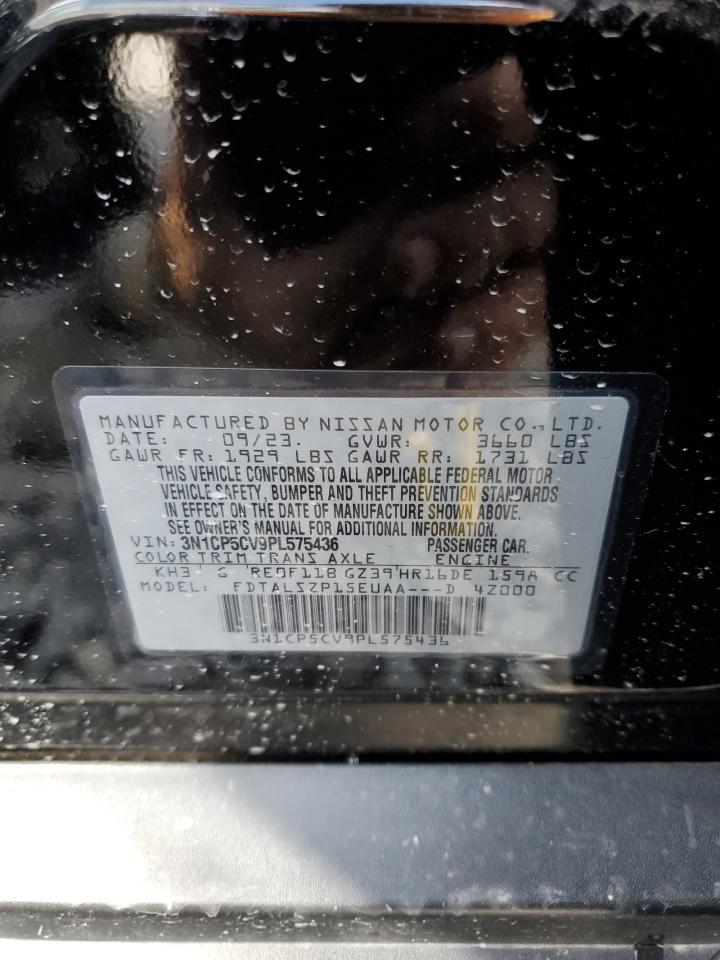 MANUFACTURED BY NISSAN MOTOR CO., LTD.
DATE: 09/23. GVWR: 3660 LBS
GAWR FR: 1929 LBS GAWR RR: 1731 LBS
THIS VEHICLE CONFORMS TO ALL APPLICABLE FEDERAL MOTOR
VEHICLE SAFETY, BUMPER AND THEFT PREVENTION STANDARDS
IN EFFECT ON THE DATE OF MANUFACTURE SHOWN ABOVE.
SEE OWNER'S MANUAL FOR ADDITIONAL INFORMATION.
VIN: 3N1CP5CV9PL575436 PASSENGER CAR.
COLOR TRIM TRANS AXLE ENGINE
KH3 G RE0F11B GZ39 HR16DE 159A CC
MODEL: FDTALSZP15EUAA---D 4Z000
3N1CP5CV9PL575436